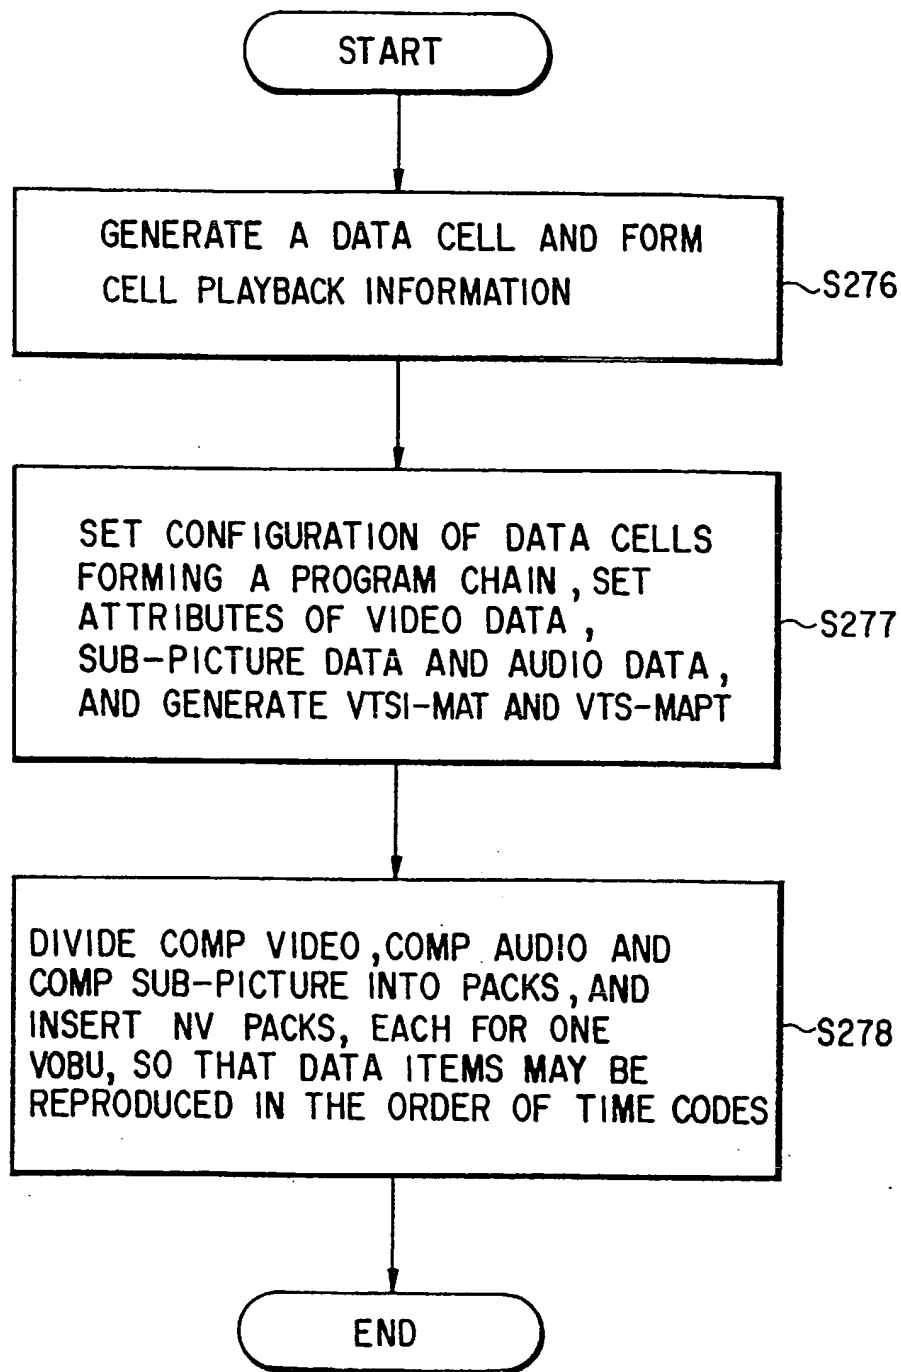 START
GENERATE A DATA CELL AND FORM
CELL PLAYBACK INFORMATION
S276
SET CONFIGURATION OF DATA CELLS
FORMING A PROGRAM CHAIN, SET
ATTRIBUTES OF VIDEO DATA,
SUB-PICTURE DATA AND AUDIO DATA,
AND GENERATE VTSI-MAT AND VTS-MAPT
S277
DIVIDE COMP VIDEO, COMP AUDIO AND
COMP SUB-PICTURE INTO PACKS, AND
INSERT NV PACKS, EACH FOR ONE
VOBU, SO THAT DATA ITEMS MAY BE
REPRODUCED IN THE ORDER OF TIME CODES
S278
END